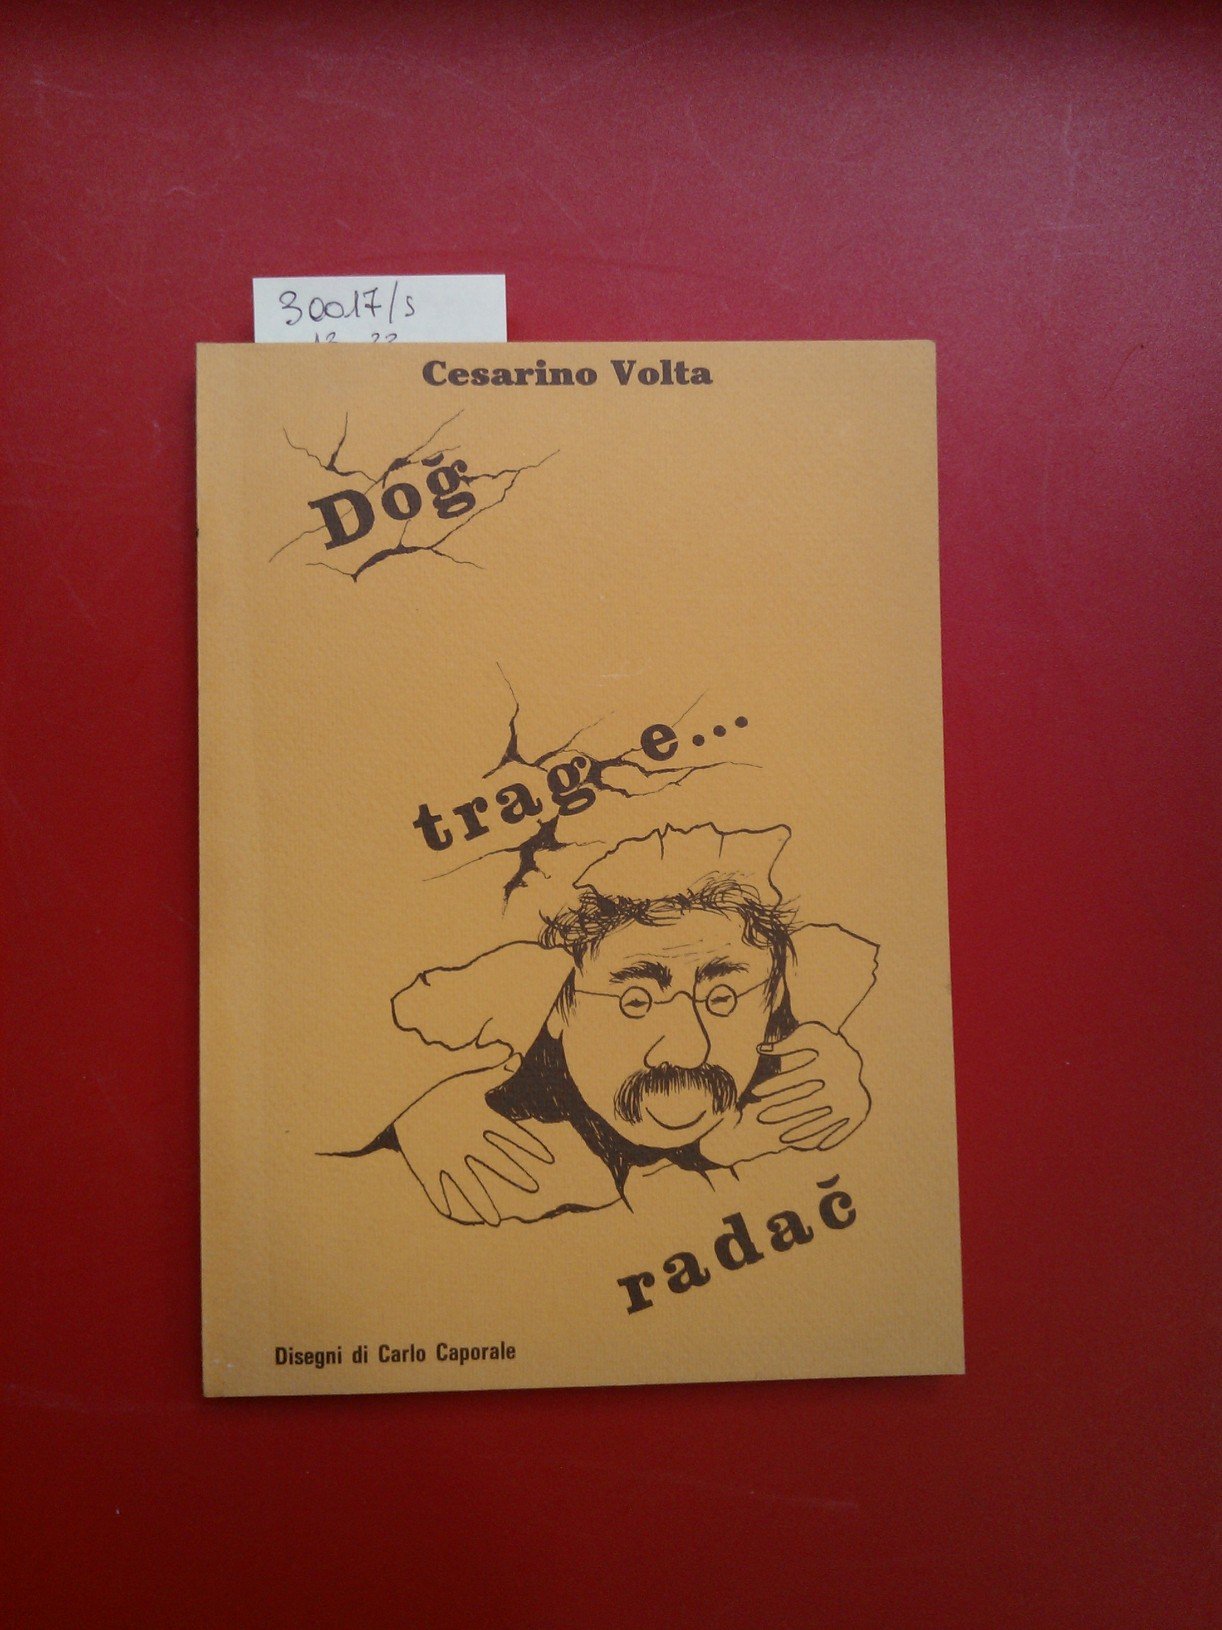 30017/s
Cesarino Volta
Doğ
trag e...
radač
Disegni di Carlo Caporale